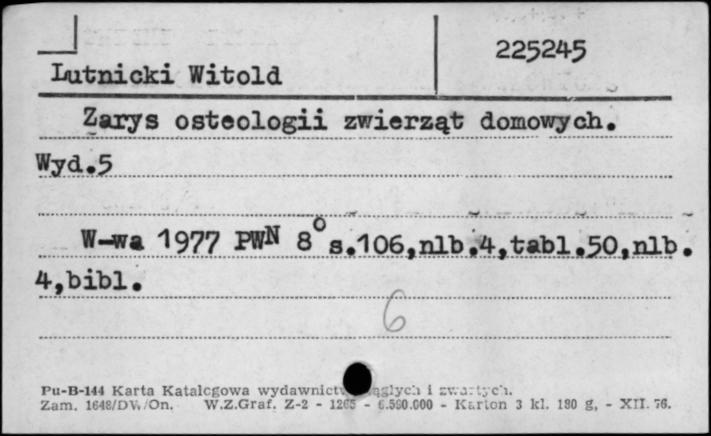 225245
Lutnicki Witold
Zarys osteologii zwierząt domowych.
Wyd.5
W-wa 1977 PWN 8° s.106,nlb.4,tabl.50,nlb.
4,bibl.
6
Pu-B-144 Karta Katalogowa wydawnictw ciągłych i zwartych.
Zam. 1648/DW/On. W.Z.Graf. Z-2 - 1265 - 6.500.000 - Karton 3 kl. 180 g, - XII. 76.